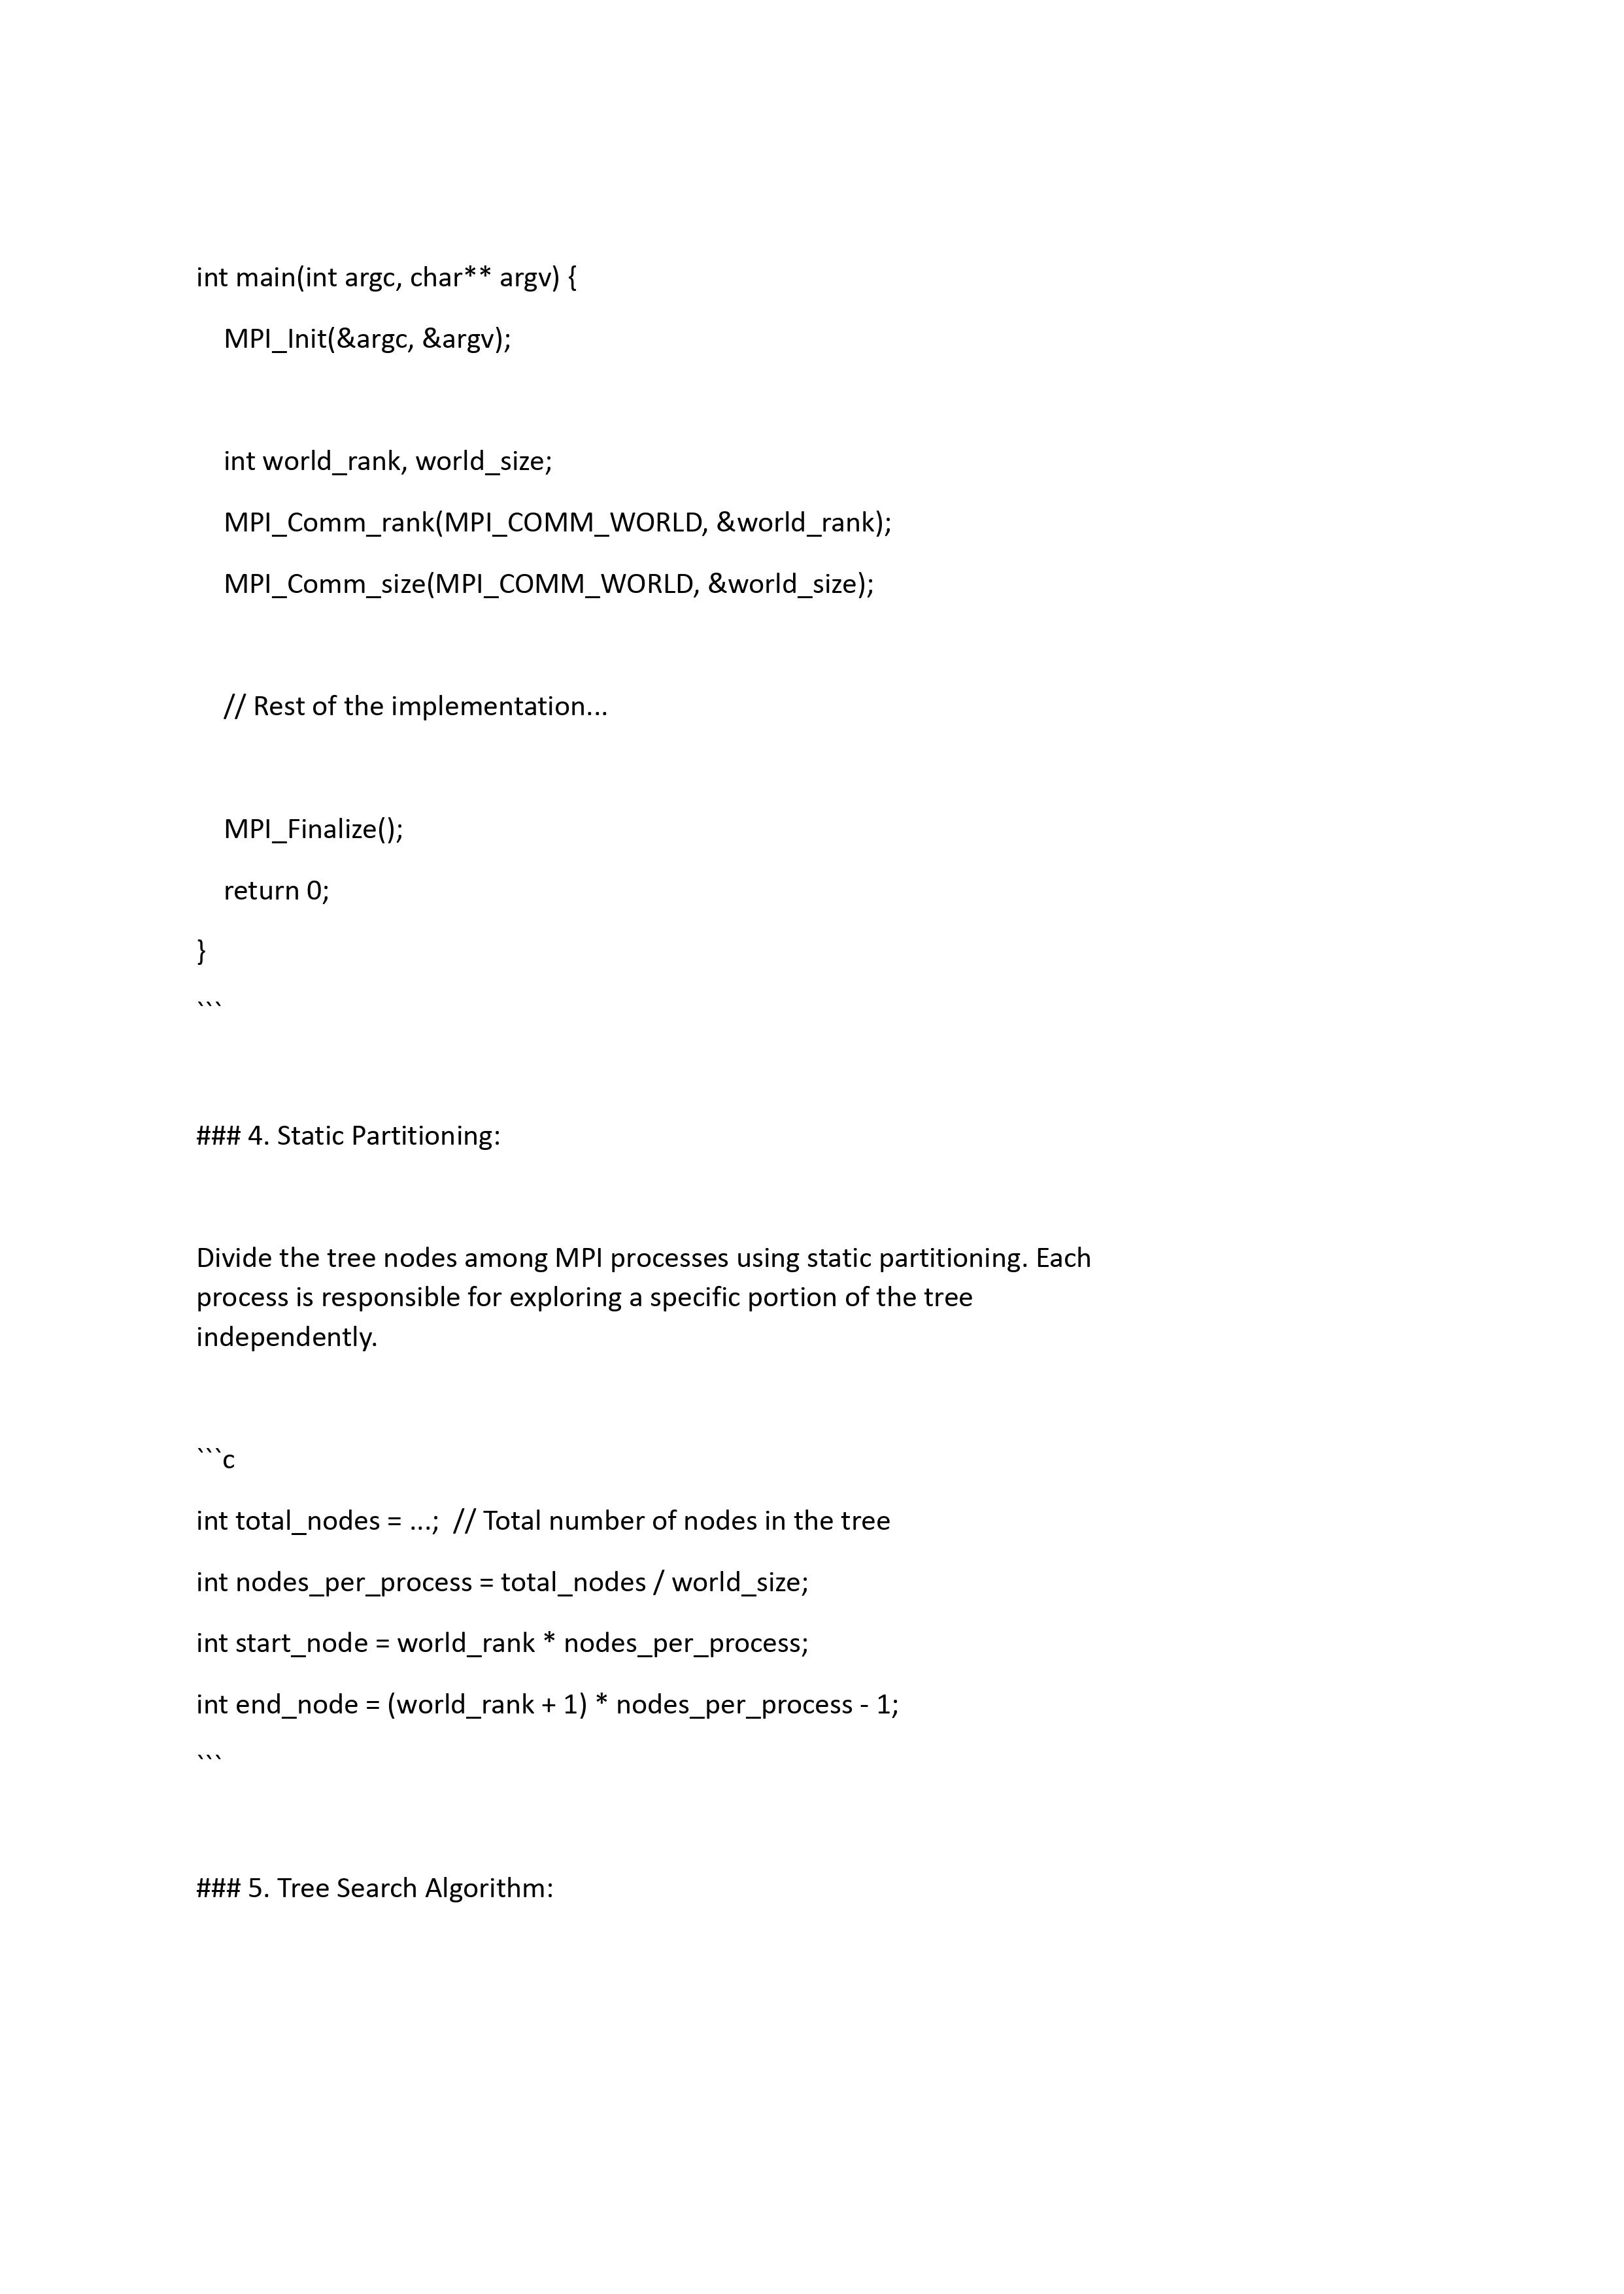 int main(int argc, char** argv) {
MPI_Init(&argc, &argv);
int world_rank, world_size;
MPI_Comm_rank(MPI_COMM_WORLD, &world_rank);
MPI_Comm_size(MPI_COMM_WORLD, &world_size);
// Rest of the implementation...
MPI_Finalize();
return 0;
}
```
### 4. Static Partitioning:
Divide the tree nodes among MPI processes using static partitioning. Each
process is responsible for exploring a specific portion of the tree
independently.
```c
int total_nodes = ...;  // Total number of nodes in the tree
int nodes_per_process = total_nodes / world_size;
int start_node = world_rank * nodes_per_process;
int end_node = (world_rank + 1) * nodes_per_process - 1;
```
### 5. Tree Search Algorithm: